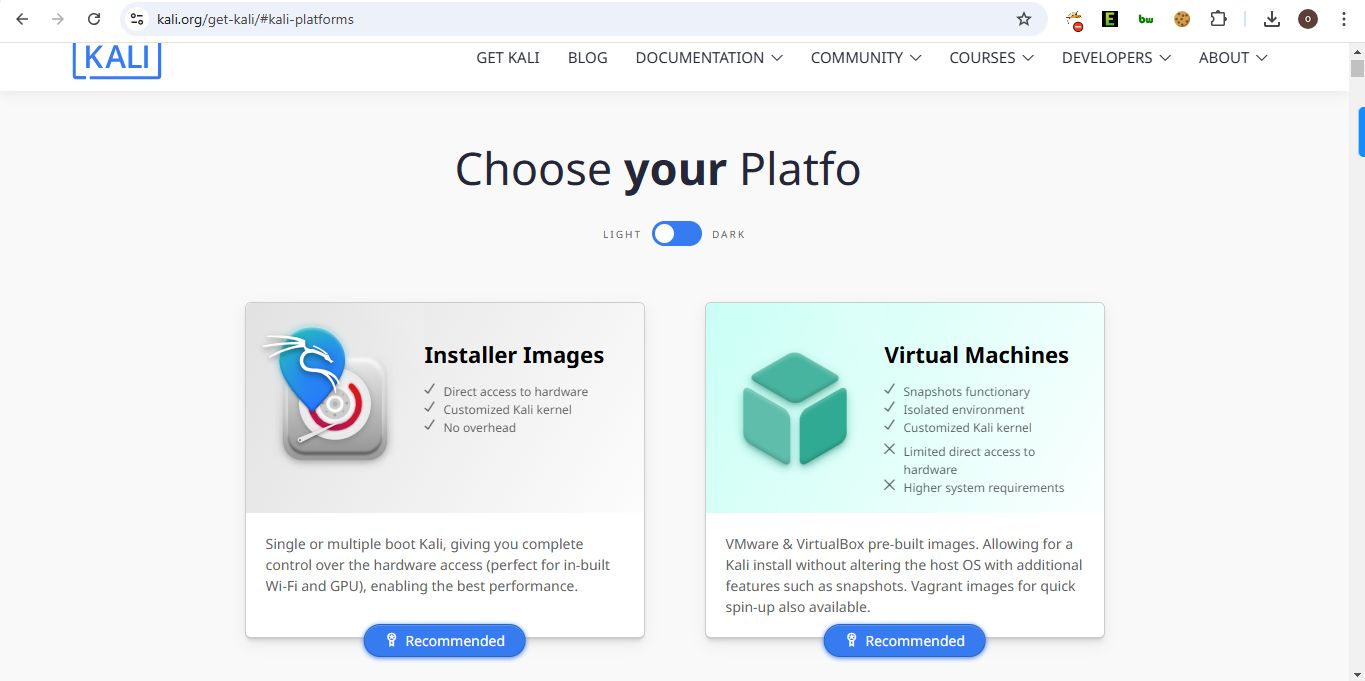 kali.org/get-kali/#kali-platforms
E
bw
O
KALI
GET KALI
BLOG
DOCUMENTATION
COMMUNITY
COURSES
DEVELOPERS
ABOUT
Choose your Platfo
LIGHT
DARK
Installer Images
Direct access to hardware
Customized Kali kernel
No overhead
Single or multiple boot Kali, giving you complete
control over the hardware access (perfect for in-built
Wi-Fi and GPU), enabling the best performance.
Recommended
Virtual Machines
Snapshots functionary
Isolated environment
Customized Kali kernel
Limited direct access to
hardware
Higher system requirements
VMware & VirtualBox pre-built images. Allowing for a
Kali install without altering the host OS with additional
features such as snapshots. Vagrant images for quick
spin-up also available.
Recommended